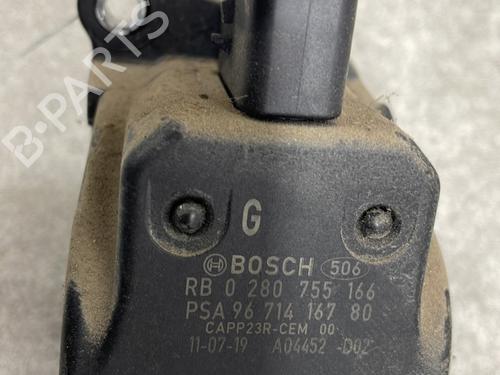 B-PARTS
G
BOSCH 506
RB 0 280 755 166
PSA 96 714 167 80
CAPP23R-CEM 00
11-07-19 A04452 -D02